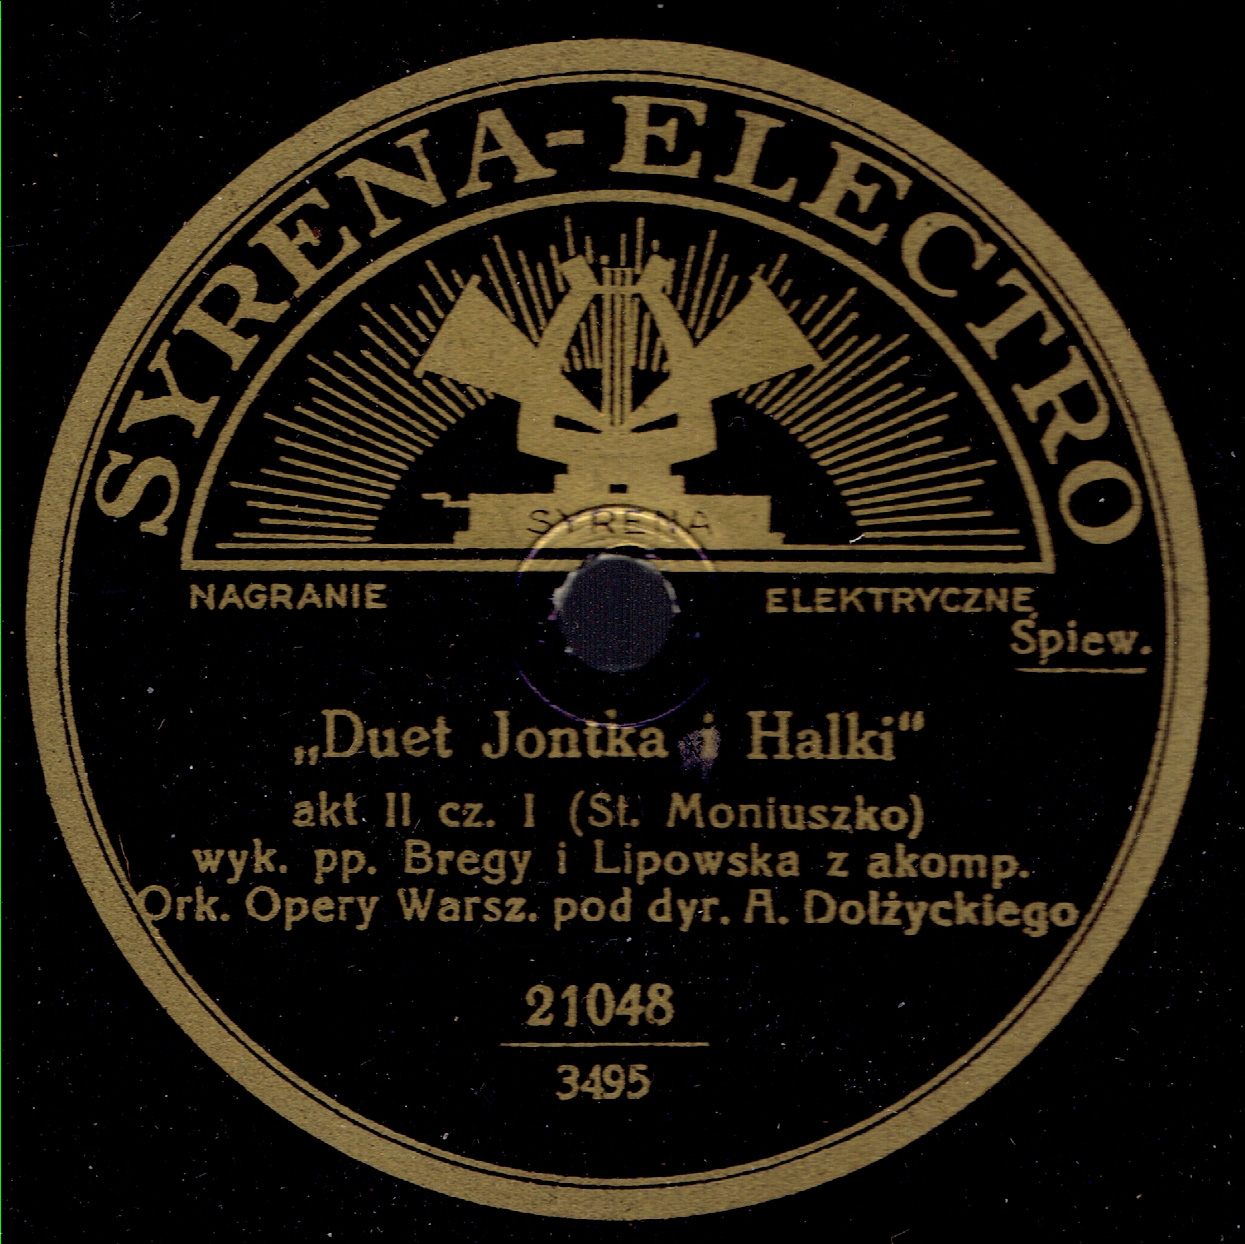 SYRENA-ELECTRO
SYRENA
NAGRANIE ELEKTRYCZNE
Śpiew.
„Duet Jontka i Halki“
akt II cz. I (St. Moniuszko)
wyk. pp. Bregy i Lipowska z akomp.
Ork. Opery Warsz. pod dyr. A. Dolżyckiego
21048
3495